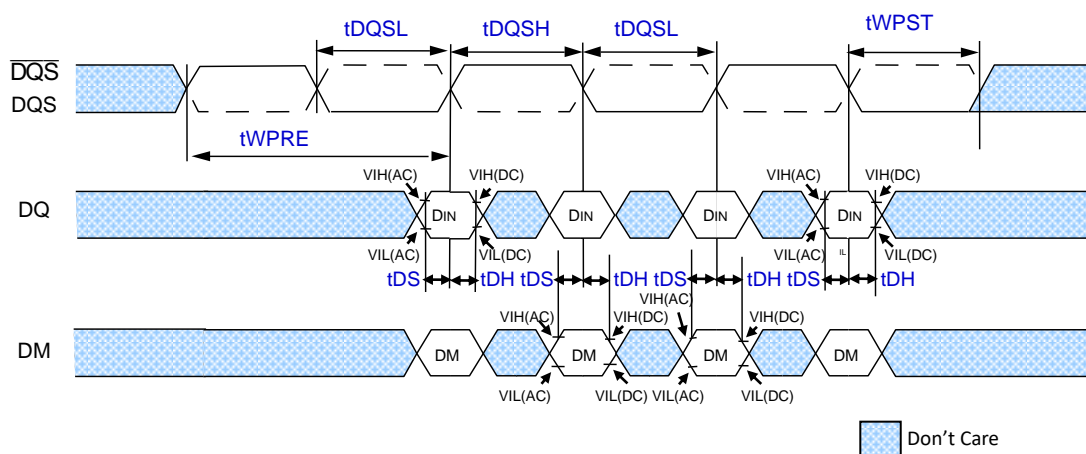 tDQSL tDQSH tDQSL tWPST
D̅Q̅S̅
DQS
tWPRE
VIH(AC) VIH(DC) VIH(AC) VIH(DC)
DQ DIN DIN DIN DIN
VIL(AC) VIL(DC) VIL(AC) IL VIL(DC)
tDS tDH tDS tDH tDS tDH tDS tDH
VIH(AC) VIH(DC) VIH(AC) VIH(DC)
DM DM DM DM DM
VIL(AC) VIL(DC) VIL(AC) VIL(DC)
Don't Care